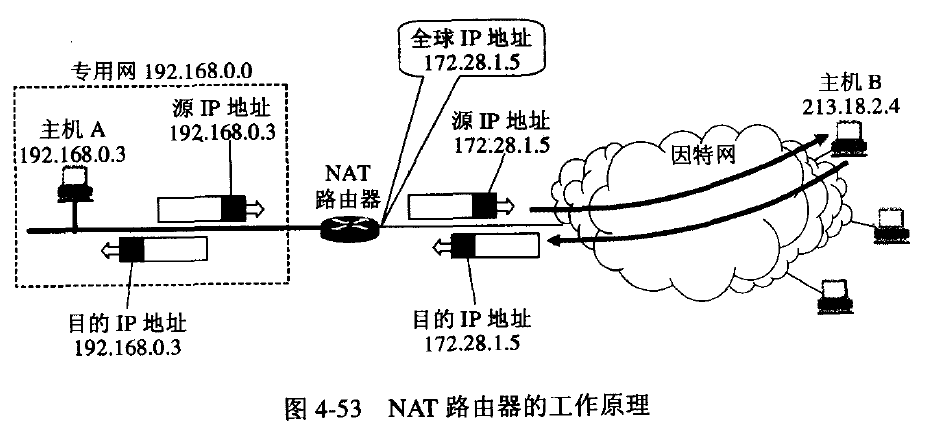 全球 IP 地址
172.28.1.5
专用网 192.168.0.0
主机 A
192.168.0.3
源 IP 地址
192.168.0.3
源 IP 地址
172.28.1.5
主机 B
213.18.2.4
因特网
NAT
路由器
目的 IP 地址
192.168.0.3
目的 IP 地址
172.28.1.5
图 4-53 NAT 路由器的工作原理